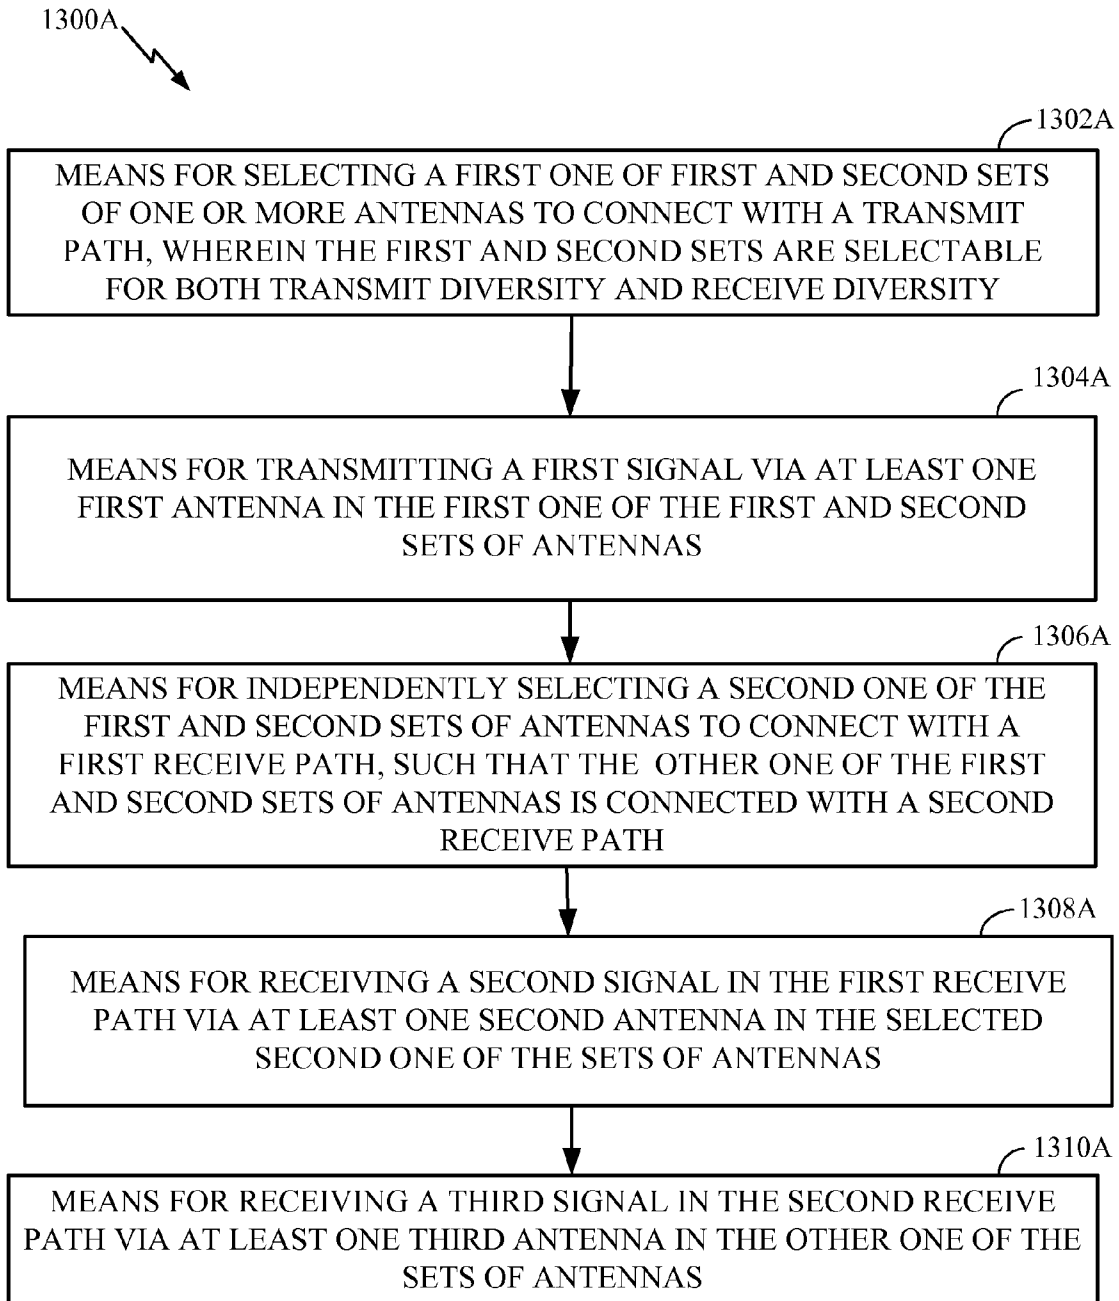 1300A
1302A
MEANS FOR SELECTING A FIRST ONE OF FIRST AND SECOND SETS
OF ONE OR MORE ANTENNAS TO CONNECT WITH A TRANSMIT
PATH, WHEREIN THE FIRST AND SECOND SETS ARE SELECTABLE
FOR BOTH TRANSMIT DIVERSITY AND RECEIVE DIVERSITY
1304A
MEANS FOR TRANSMITTING A FIRST SIGNAL VIA AT LEAST ONE
FIRST ANTENNA IN THE FIRST ONE OF THE FIRST AND SECOND
SETS OF ANTENNAS
1306A
MEANS FOR INDEPENDENTLY SELECTING A SECOND ONE OF THE
FIRST AND SECOND SETS OF ANTENNAS TO CONNECT WITH A
FIRST RECEIVE PATH, SUCH THAT THE OTHER ONE OF THE FIRST
AND SECOND SETS OF ANTENNAS IS CONNECTED WITH A SECOND
RECEIVE PATH
1308A
MEANS FOR RECEIVING A SECOND SIGNAL IN THE FIRST RECEIVE
PATH VIA AT LEAST ONE SECOND ANTENNA IN THE SELECTED
SECOND ONE OF THE SETS OF ANTENNAS
1310A
MEANS FOR RECEIVING A THIRD SIGNAL IN THE SECOND RECEIVE
PATH VIA AT LEAST ONE THIRD ANTENNA IN THE OTHER ONE OF THE
SETS OF ANTENNAS